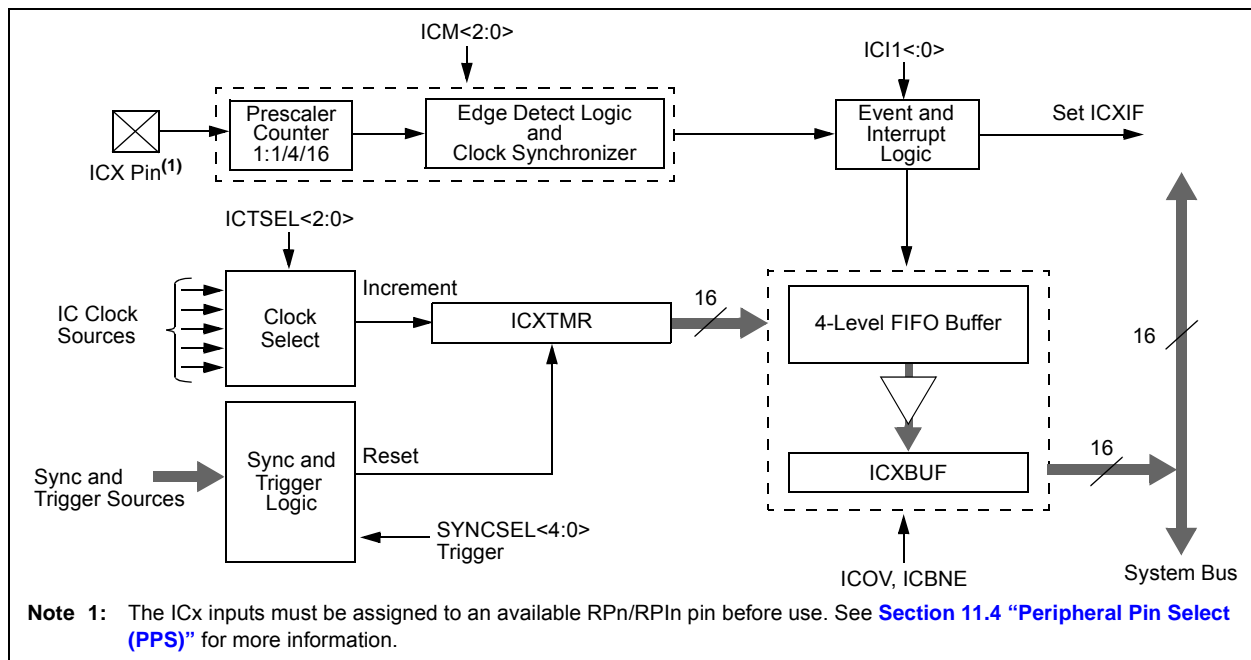 ICM<2:0>
ICI1<:0>
Prescaler
Counter
1:1/4/16
Edge Detect Logic
and
Clock Synchronizer
Event and
Interrupt
Logic
Set ICXIF
ICX Pin(1)
ICTSEL<2:0>
IC Clock
Sources
Clock
Select
Increment
ICXTMR
16
4-Level FIFO Buffer
16
Sync and
Trigger Sources
Sync and
Trigger
Logic
Reset
ICXBUF
16
SYNCSEL<4:0>
Trigger
ICOV, ICBNE
System Bus
Note 1: The ICx inputs must be assigned to an available RPn/RPIn pin before use. See Section 11.4 “Peripheral Pin Select
(PPS)” for more information.